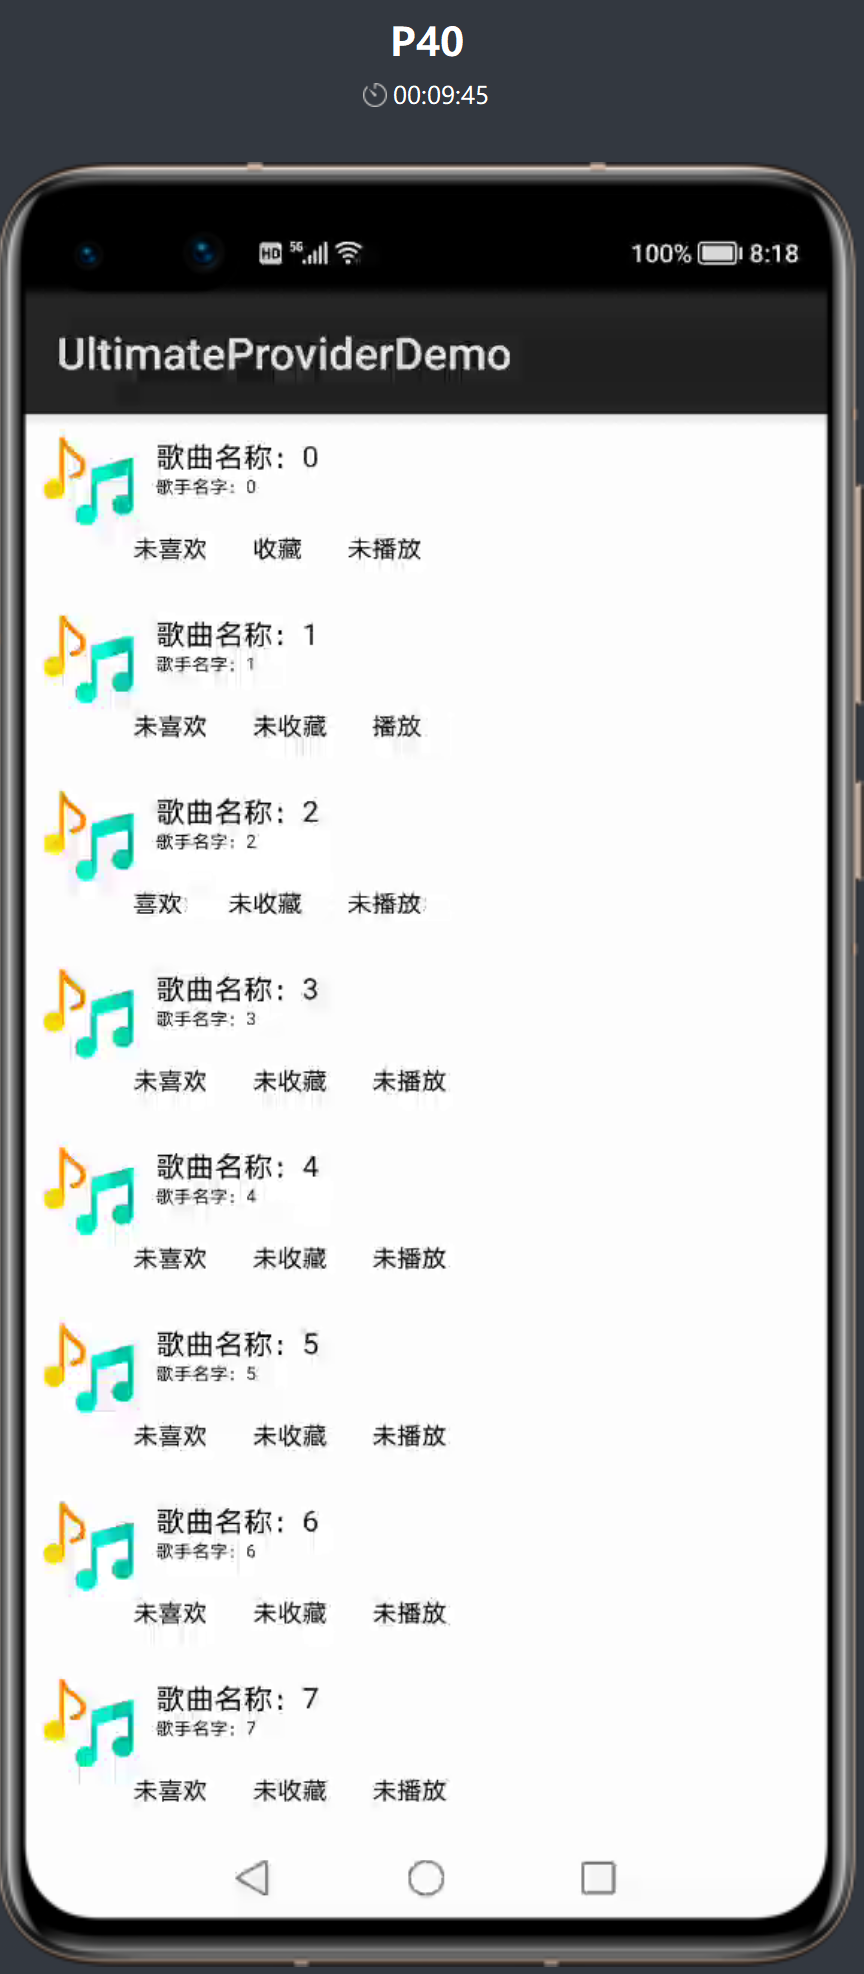 P40
00:09:45
HD 5G 100% 8:18
UltimateProviderDemo
歌曲名称：0
歌手名字：0
未喜欢 收藏 未播放
歌曲名称：1
歌手名字：1
未喜欢 未收藏 播放
歌曲名称：2
歌手名字：2
喜欢 未收藏 未播放
歌曲名称：3
歌手名字：3
未喜欢 未收藏 未播放
歌曲名称：4
歌手名字：4
未喜欢 未收藏 未播放
歌曲名称：5
歌手名字：5
未喜欢 未收藏 未播放
歌曲名称：6
歌手名字：6
未喜欢 未收藏 未播放
歌曲名称：7
歌手名字：7
未喜欢 未收藏 未播放